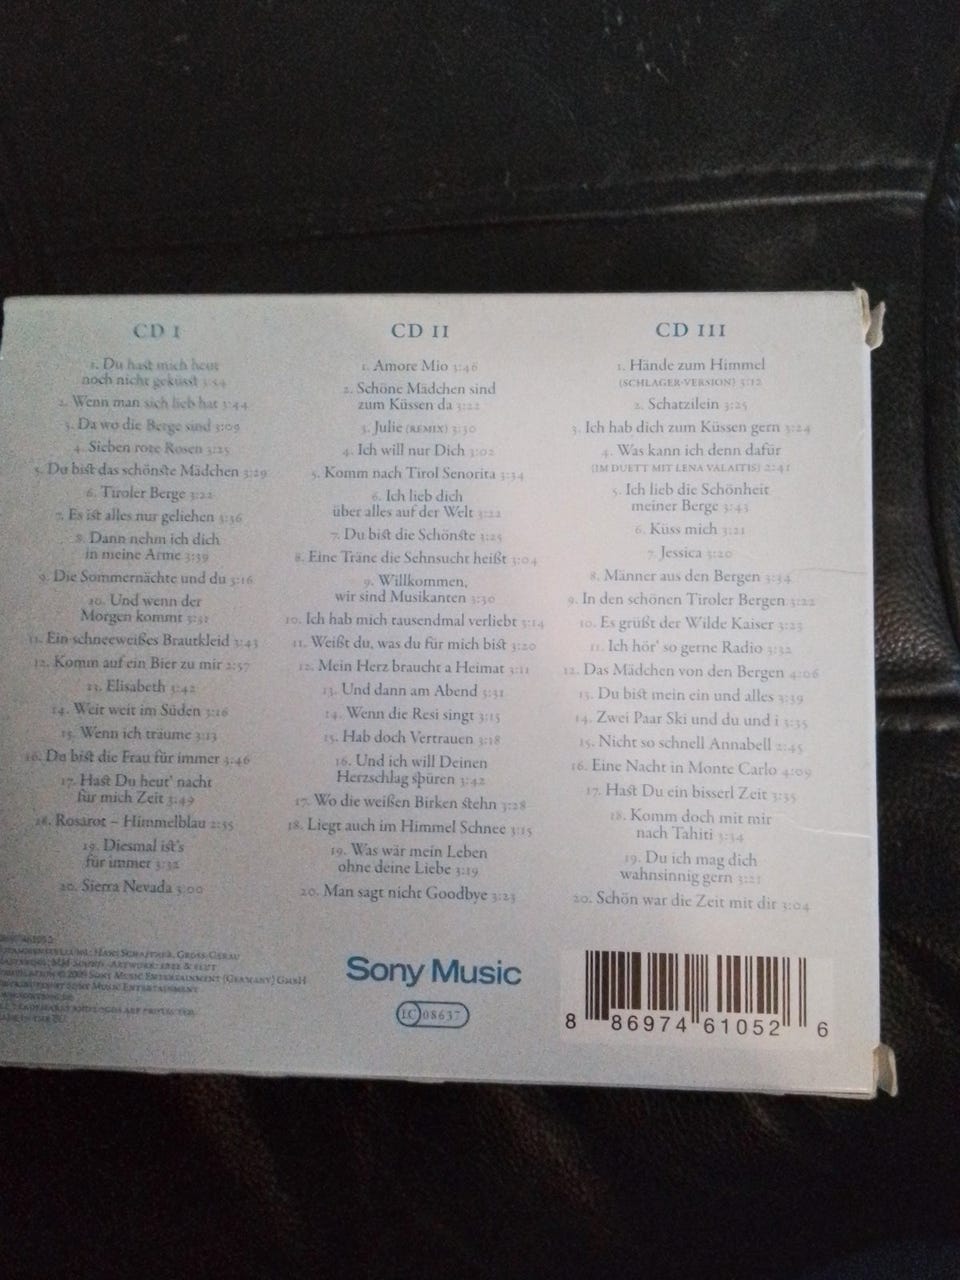 CD I
1. Du hast mich heut
noch nicht geküsst 3:54
2. Wenn man sich lieb hat 3:44
3. Da wo die Berge sind 3:09
4. Sieben rote Rosen 3:25
5. Du bist das schönste Mädchen 3:29
6. Tiroler Berge 3:22
7. Es ist alles nur geliehen 3:36
8. Dann nehm ich dich
in meine Arme 3:39
9. Die Sommernächte und du 3:16
10. Und wenn der
Morgen kommt 3:31
11. Ein schneeweißes Brautkleid 3:43
12. Komm auf ein Bier zu mir 2:57
13. Elisabeth 3:42
14. Weit weit im Süden 3:16
15. Wenn ich träume 3:13
16. Du bist die Frau für immer 3:46
17. Hast Du heut' nacht
für mich Zeit 3:49
18. Rosarot – Himmelblau 2:55
19. Diesmal ist's
für immer 3:32
20. Sierra Nevada 3:00
CD II
1. Amore Mio 3:46
2. Schöne Mädchen sind
zum Küssen da 3:22
3. Julie (REMIX) 3:30
4. Ich will nur Dich 3:02
5. Komm nach Tirol Senorita 3:34
6. Ich lieb dich
über alles auf der Welt 3:22
7. Du bist die Schönste 3:25
8. Eine Träne die Sehnsucht heißt 3:04
9. Willkommen,
wir sind Musikanten 3:30
10. Ich hab mich tausendmal verliebt 3:14
11. Weißt du, was du für mich bist 3:20
12. Mein Herz braucht a Heimat 3:11
13. Und dann am Abend 3:31
14. Wenn die Resi singt 3:15
15. Hab doch Vertrauen 3:18
16. Und ich will Deinen
Herzschlag spüren 3:42
17. Wo die weißen Birken stehn 3:28
18. Liegt auch im Himmel Schnee 3:15
19. Was wär mein Leben
ohne deine Liebe 3:19
20. Man sagt nicht Goodbye 3:23
CD III
1. Hände zum Himmel
(SCHLAGER-VERSION) 3:12
2. Schatzilein 3:25
3. Ich hab dich zum Küssen gern 3:24
4. Was kann ich denn dafür
(IM DUETT MIT LENA VALAITIS) 2:41
5. Ich lieb die Schönheit
meiner Berge 3:43
6. Küss mich 3:21
7. Jessica 3:20
8. Männer aus den Bergen 3:34
9. In den schönen Tiroler Bergen 3:22
10. Es grüßt der Wilde Kaiser 3:23
11. Ich hör' so gerne Radio 3:32
12. Das Mädchen von den Bergen 4:06
13. Du bist mein ein und alles 3:39
14. Zwei Paar Ski und du und i 3:35
15. Nicht so schnell Annabell 2:45
16. Eine Nacht in Monte Carlo 4:09
17. Hast Du ein bisserl Zeit 3:35
18. Komm doch mit mir
nach Tahiti 3:34
19. Du ich mag dich
wahnsinnig gern 3:21
20. Schön war die Zeit mit dir 3:04
HANS SCHAFFNER, GROSS-GERAU
MM-SOUND
2009 SONY MUSIC ENTERTAINMENT (GERMANY) GMBH
SONY MUSIC ENTERTAINMENT
TRADEMARKS AND LOGOS ARE PROTECTED
Sony Music
LC 08637
8 86974 61052 6